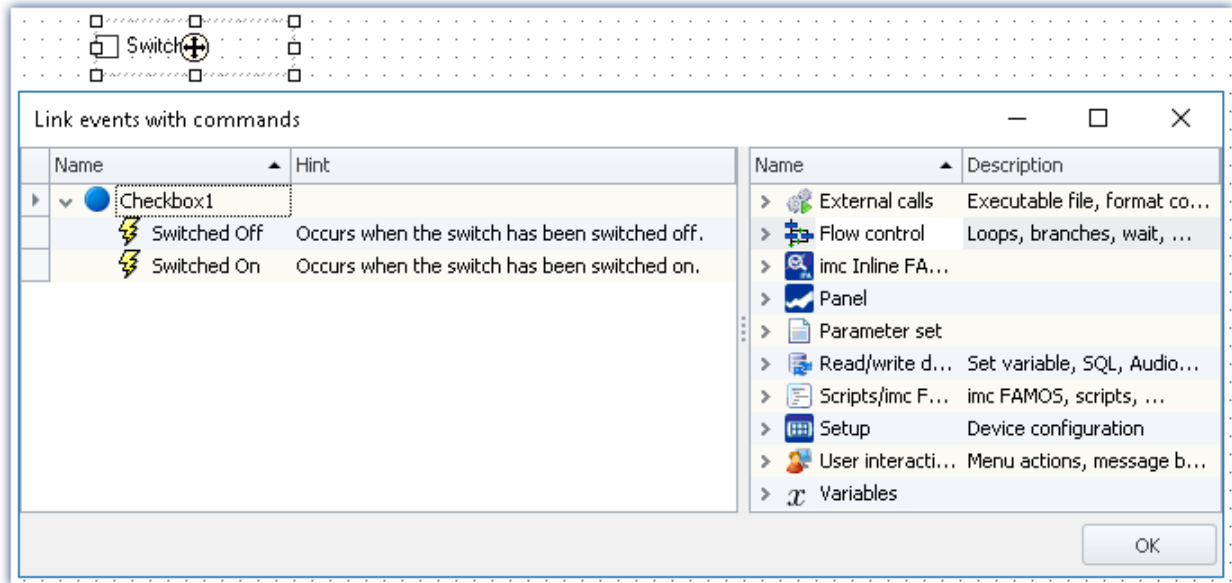 Switch
Link events with commands
Name Hint
Checkbox1
Switched Off Occurs when the switch has been switched off.
Switched On Occurs when the switch has been switched on.
Name Description
External calls Executable file, format co...
Flow control Loops, branches, wait, ...
imc Inline FA...
Panel
Parameter set
Read/write d... Set variable, SQL, Audio...
Scripts/imc F... imc FAMOS, scripts, ...
Setup Device configuration
User interacti... Menu actions, message b...
x Variables
OK